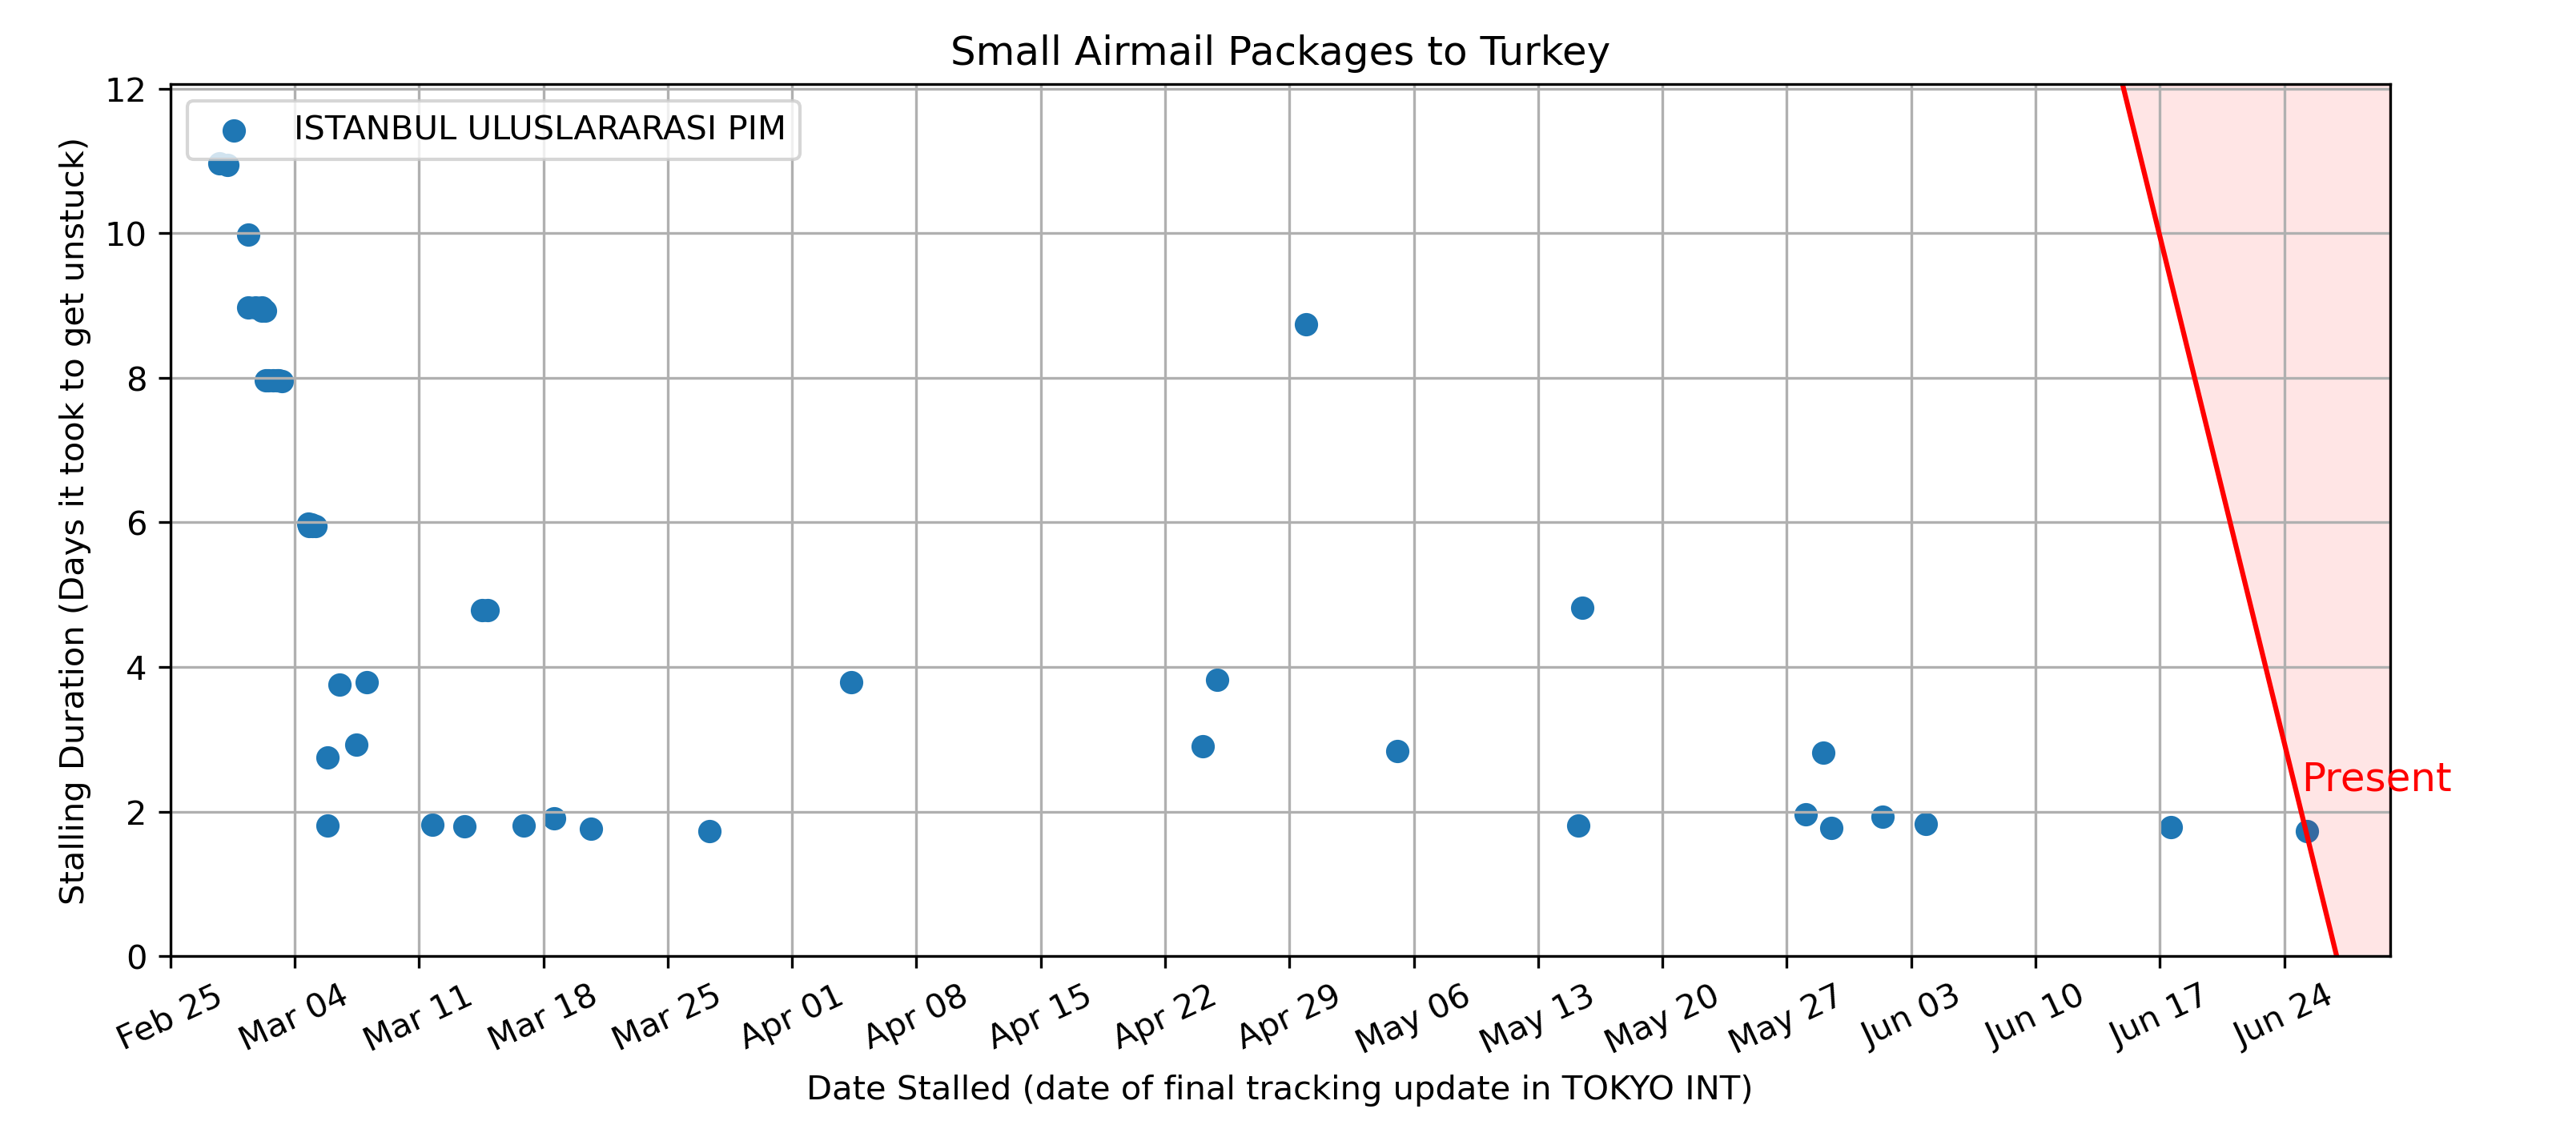 Small Airmail Packages to Turkey
ISTANBUL ULUSLARARASI PIM
Stalling Duration (Days it took to get unstuck)
12
10
8
6
4
2
0
Present
Feb 25
Mar 04
Mar 11
Mar 18
Mar 25
Apr 01
Apr 08
Apr 15
Apr 22
Apr 29
May 06
May 13
May 20
May 27
Jun 03
Jun 10
Jun 17
Jun 24
Date Stalled (date of final tracking update in TOKYO INT)